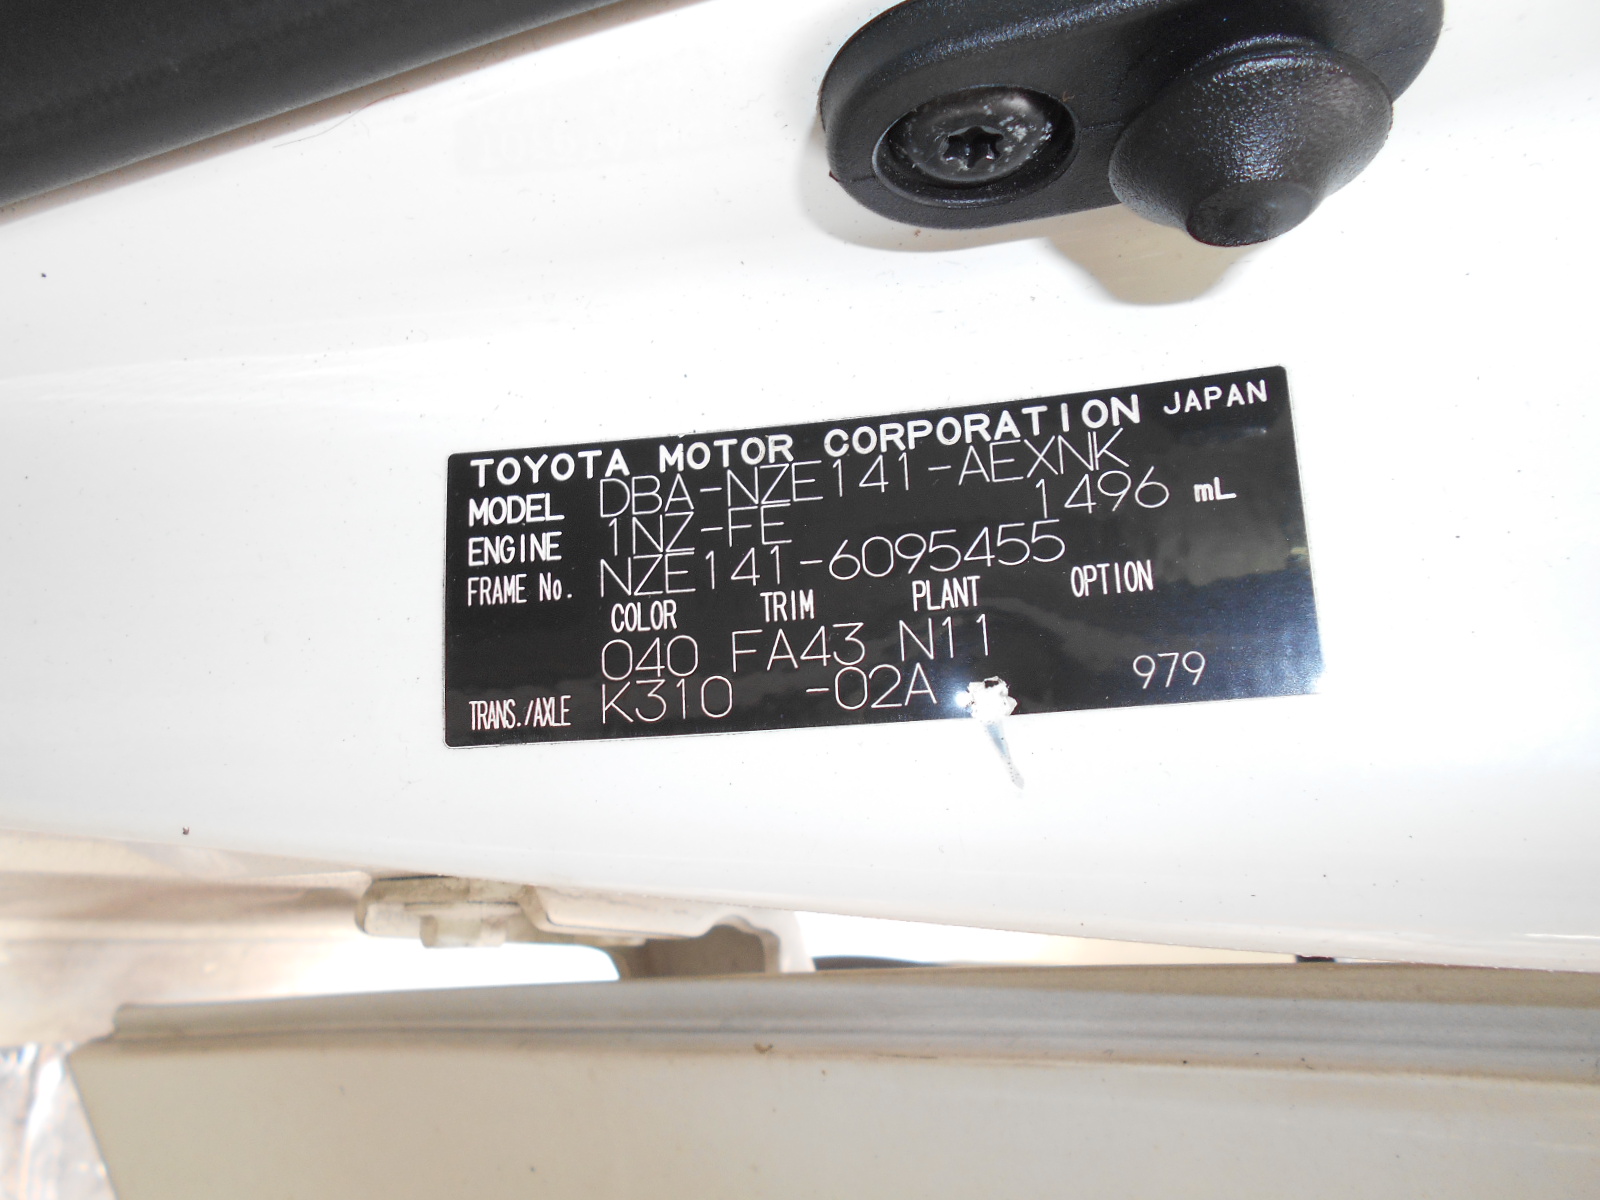 TOYOTA MOTOR CORPORATION JAPAN
MODEL DBA-NZE141-AEXNK
ENGINE 1NZ-FE 1496 mL
FRAME No. NZE141-6095455
COLOR TRIM PLANT OPTION
040 FA43 N11
TRANS./AXLE K310 -02A 979